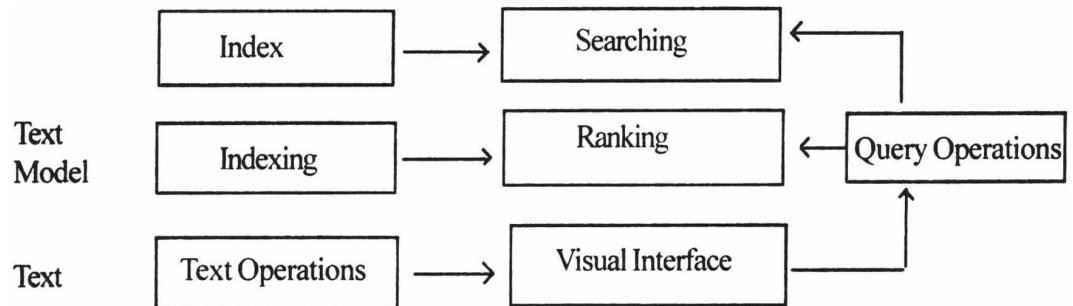 Index
Searching
Text
Model
Indexing
Ranking
Query Operations
Text
Text Operations
Visual Interface